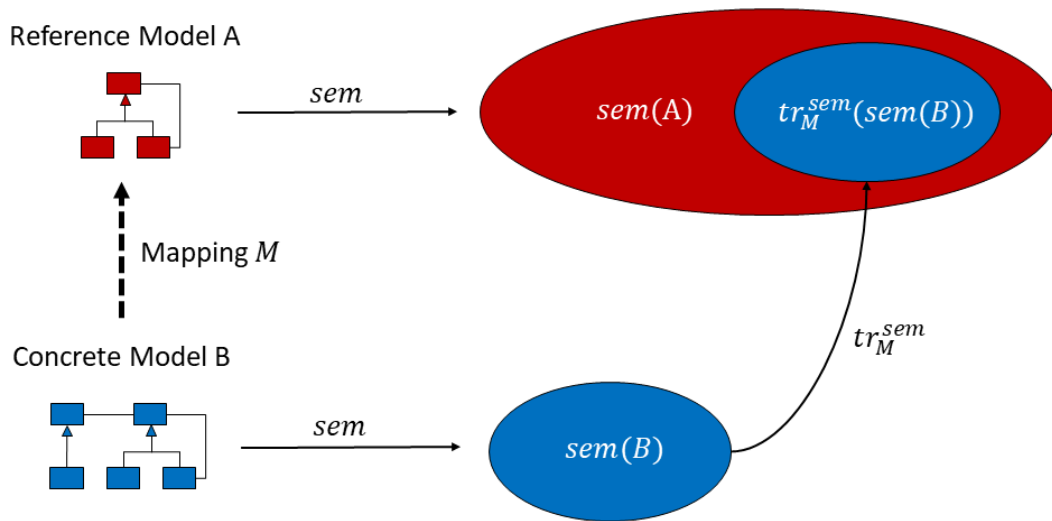 Reference Model A
sem
sem(A)
tr_M^sem(sem(B))
Mapping M
tr_M^sem
Concrete Model B
sem
sem(B)